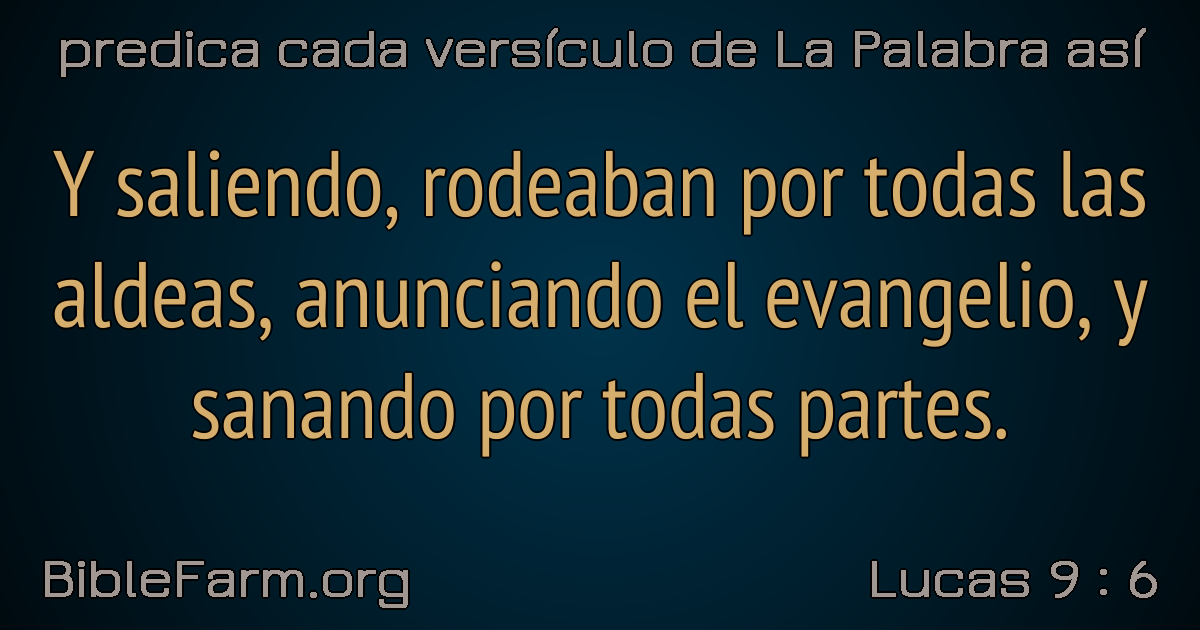 predica cada versículo de La Palabra así
Y saliendo, rodeaban por todas las
aldeas, anunciando el evangelio, y
sanando por todas partes.
BibleFarm.org
Lucas 9 : 6